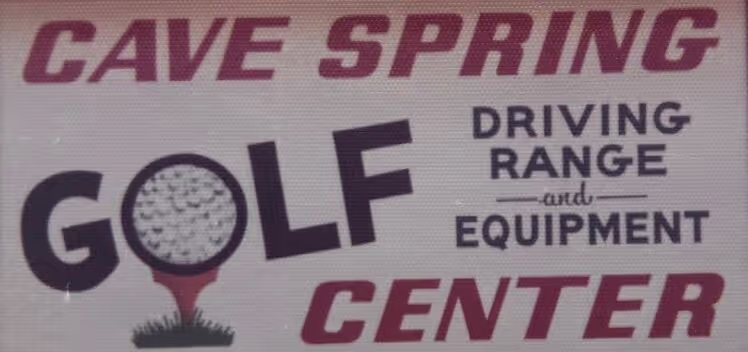 CAVE SPRING
GOLF
DRIVING
RANGE
and
EQUIPMENT
CENTER